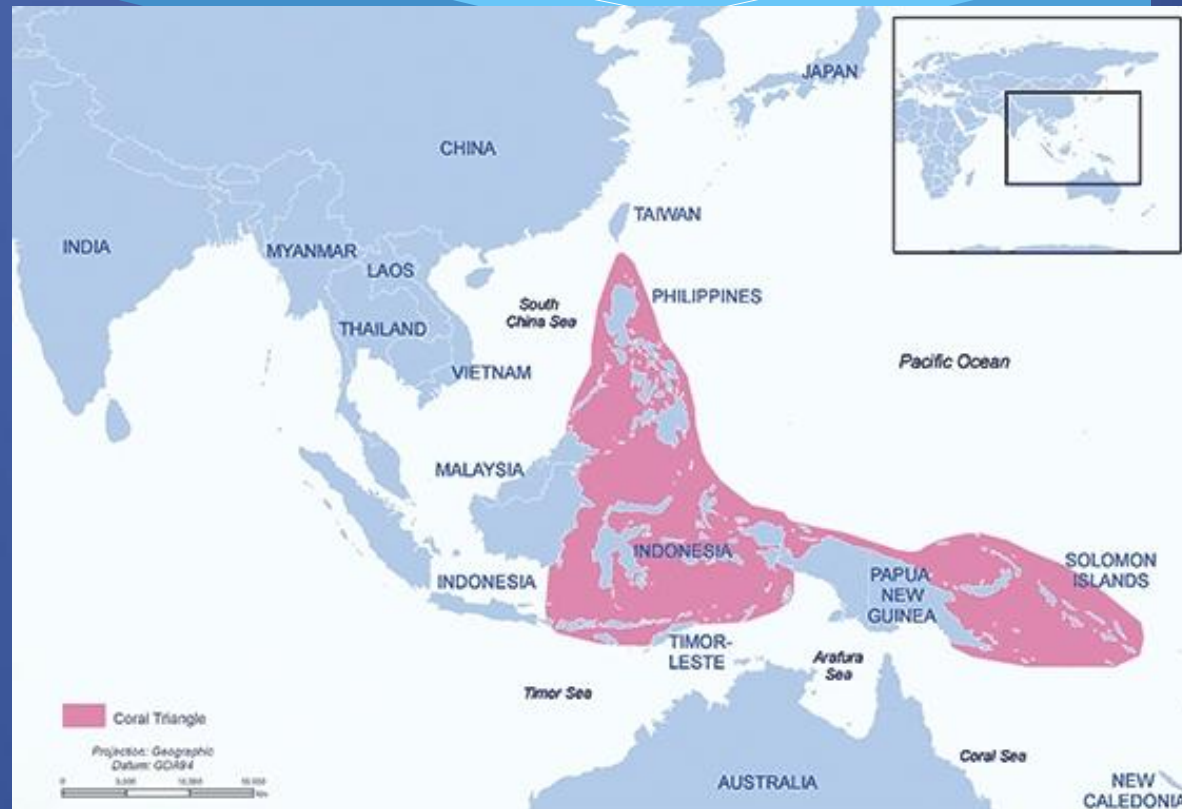 JAPAN
CHINA
TAIWAN
INDIA
MYANMAR
LAOS
South
China Sea
PHILIPPINES
THAILAND
VIETNAM
Pacific Ocean
MALAYSIA
INDONESIA
INDONESIA
PAPUA
NEW
GUINEA
SOLOMON
ISLANDS
TIMOR-
LESTE
Arafura
Sea
Timor Sea
Coral Triangle
Projection: Geographic
Datum: GDA94
0
Coral Sea
AUSTRALIA
NEW
CALEDONIA